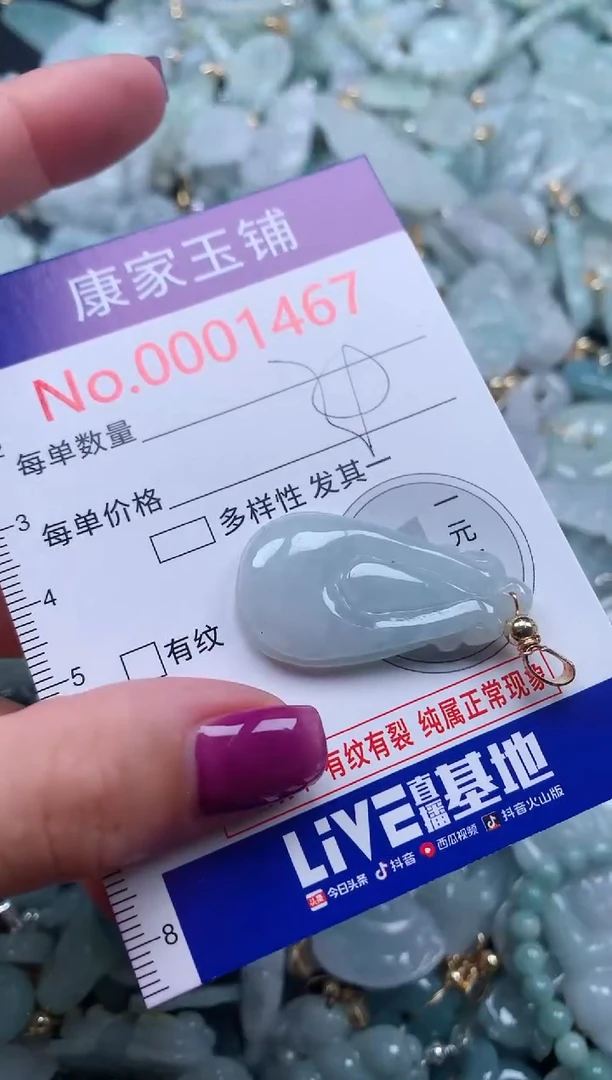 康家玉铺
No.0001467
每单数量
3
每单价格
多样性 发其一
一
元
4
有纹
5
有纹有裂 纯属正常现象
LiVE直播基地
头条 今日头条 抖音 西瓜视频 抖音火山版
8